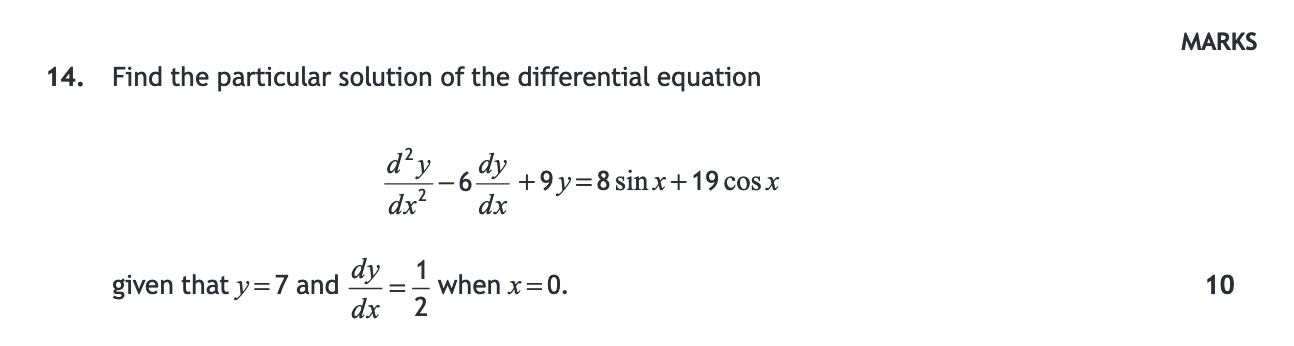 MARKS
14. Find the particular solution of the differential equation
d²y/dx² − 6 dy/dx + 9y = 8 sin x + 19 cos x
given that y = 7 and dy/dx = 1/2 when x = 0. 10